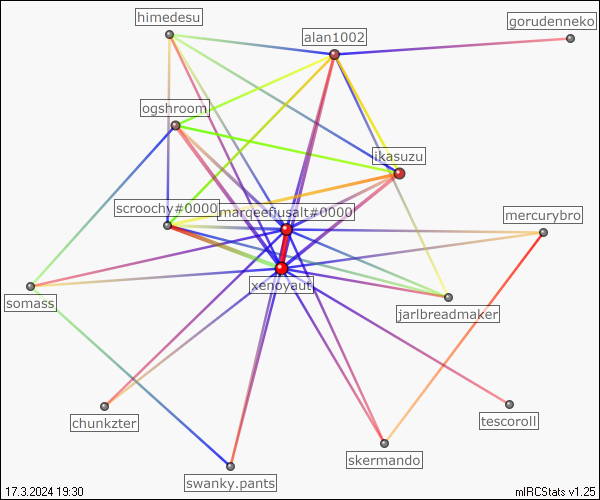 himedesu
gorudenneko
alan1002
ogshroom
ikasuzu
scroochy#0000
marqeefiusalt#0000
mercurybro
xenoyaut
somass
jarlbreadmaker
chunkzter
tescoroll
skermando
swanky.pants
17.3.2024 19:30
mIRCStats v1.25